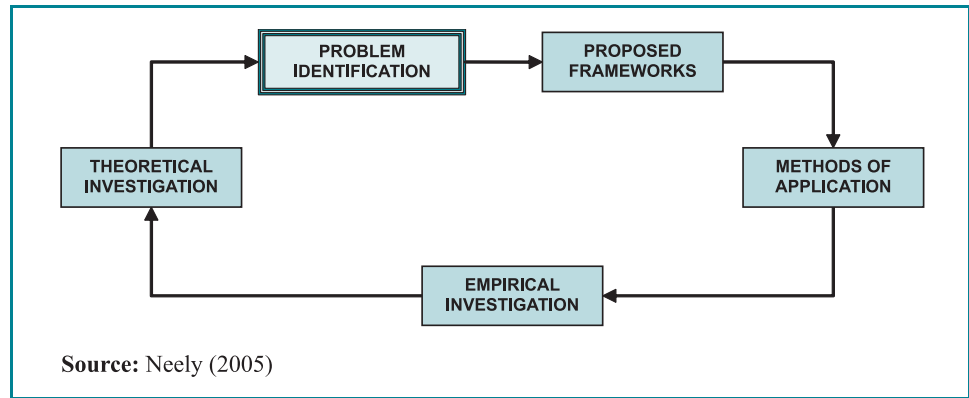 PROBLEM
IDENTIFICATION
PROPOSED
FRAMEWORKS
THEORETICAL
INVESTIGATION
METHODS OF
APPLICATION
EMPIRICAL
INVESTIGATION
Source: Neely (2005)